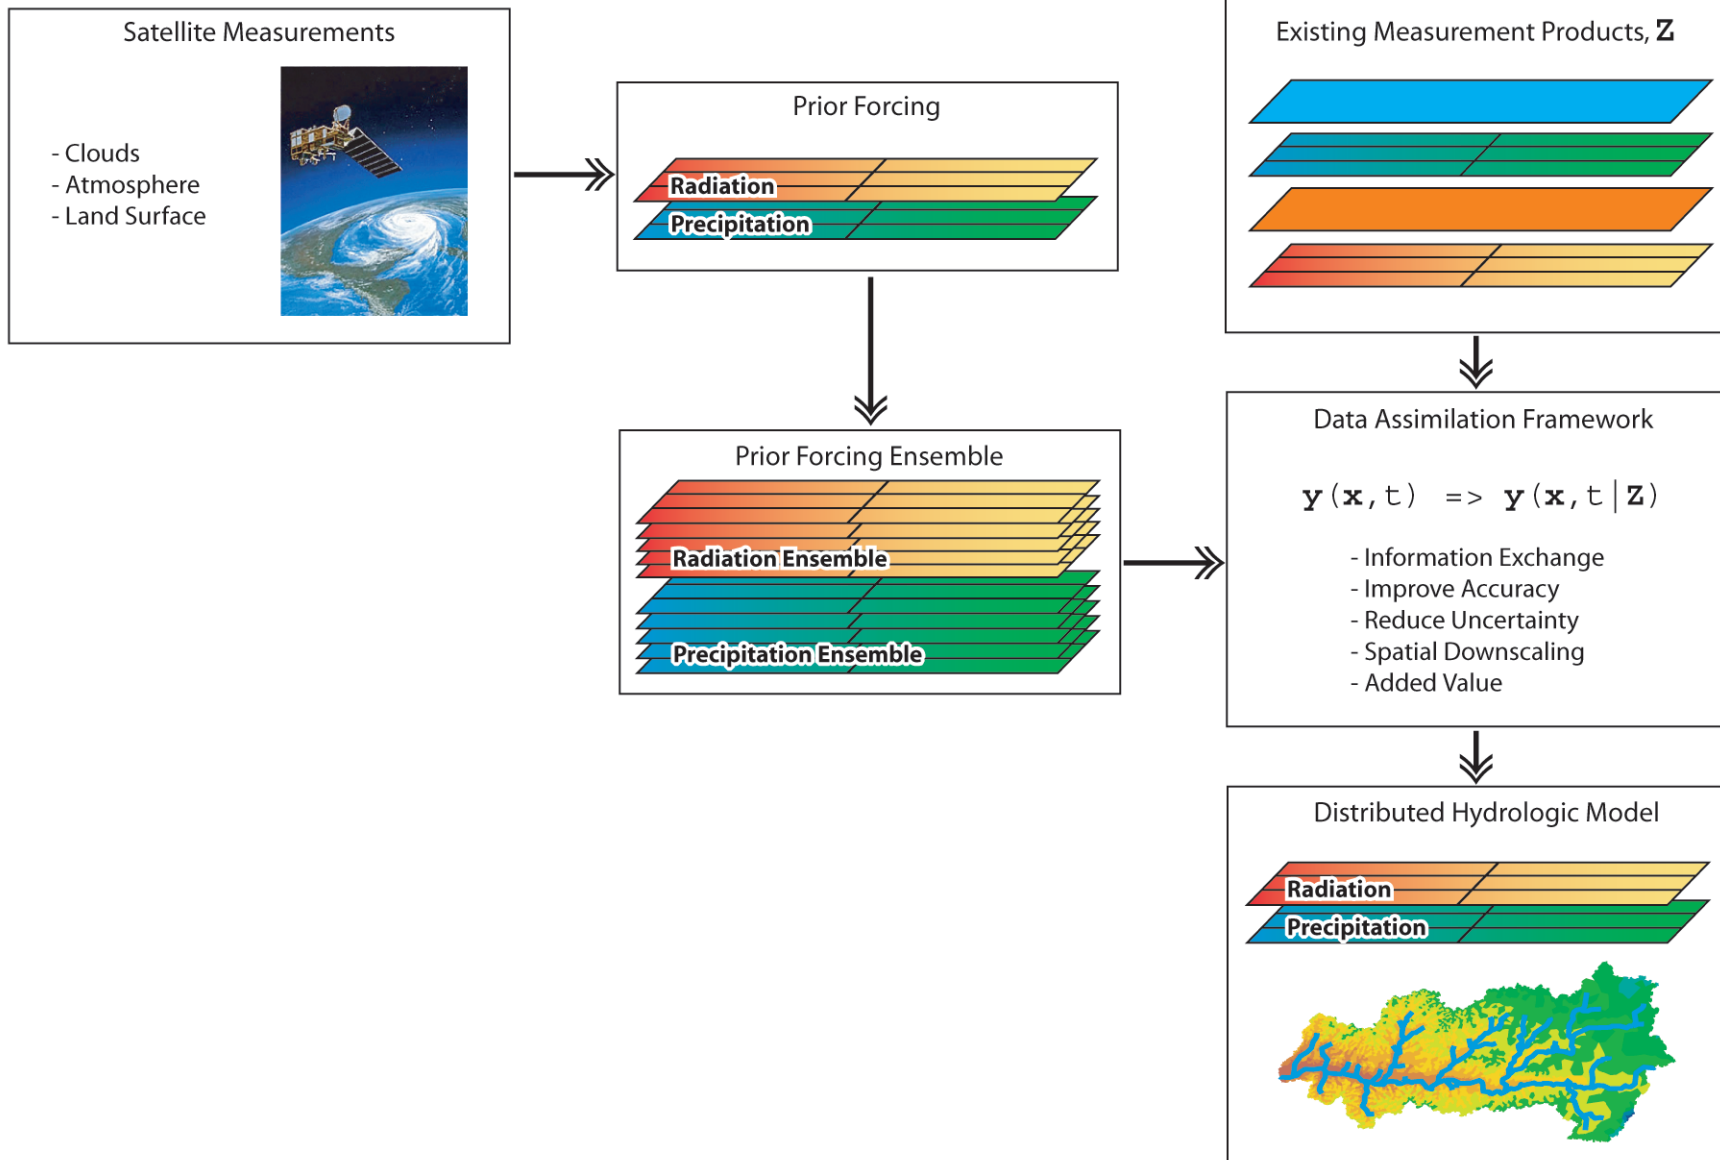 Satellite Measurements
- Clouds
- Atmosphere
- Land Surface
Prior Forcing
Radiation
Precipitation
Existing Measurement Products, Z
Prior Forcing Ensemble
Radiation Ensemble
Precipitation Ensemble
Data Assimilation Framework
y(x,t) => y(x,t|Z)
- Information Exchange
- Improve Accuracy
- Reduce Uncertainty
- Spatial Downscaling
- Added Value
Distributed Hydrologic Model
Radiation
Precipitation